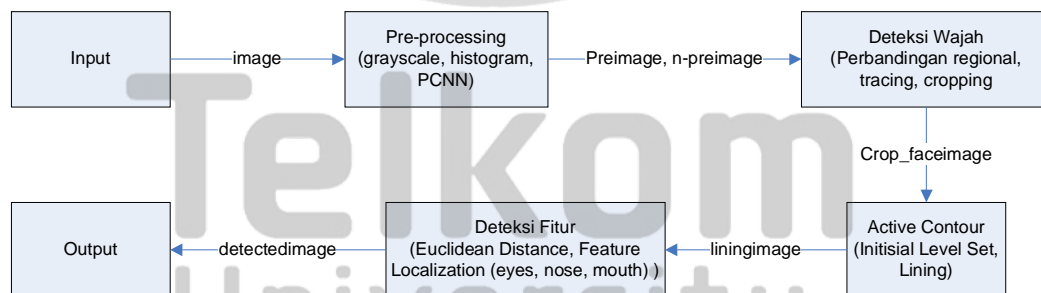 Input
image
Pre-processing
(grayscale, histogram,
PCNN)
Preimage, n-preimage
Deteksi Wajah
(Perbandingan regional,
tracing, cropping
Crop_faceimage
Active Contour
(Initisial Level Set,
Lining)
liningimage
Deteksi Fitur
(Euclidean Distance, Feature
Localization (eyes, nose, mouth) )
detectedimage
Output
Telkom
University